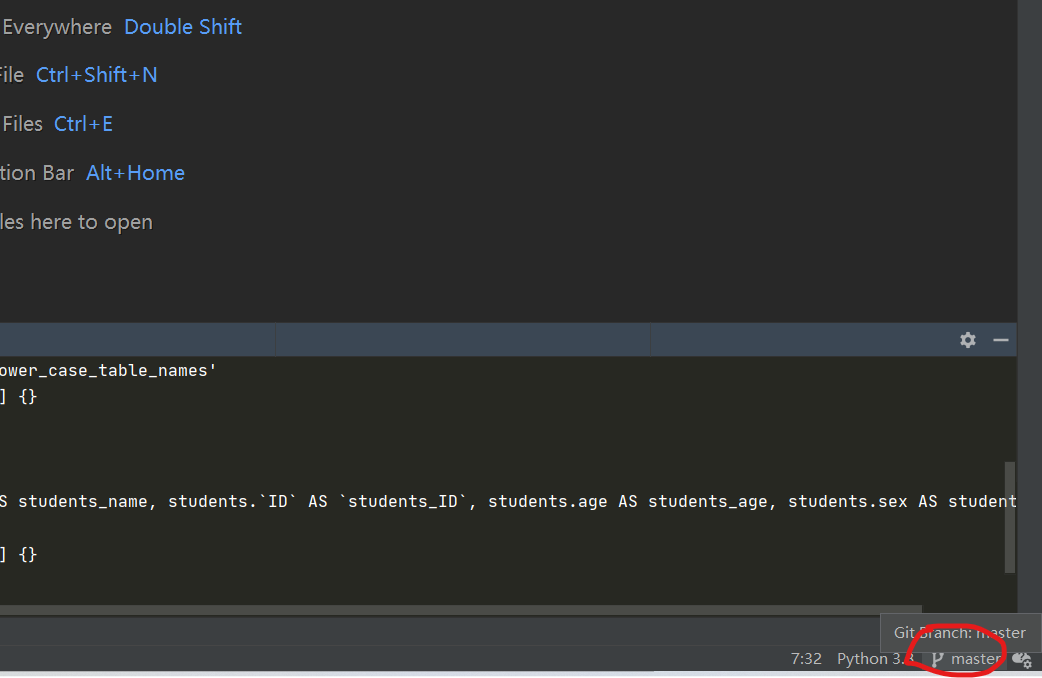 Everywhere Double Shift
File Ctrl+Shift+N
Files Ctrl+E
tion Bar Alt+Home
les here to open
ower_case_table_names'
] {}
S students_name, students.`ID` AS `students_ID`, students.age AS students_age, students.sex AS student
] {}
Git Branch: master
7:32 Python 3. master